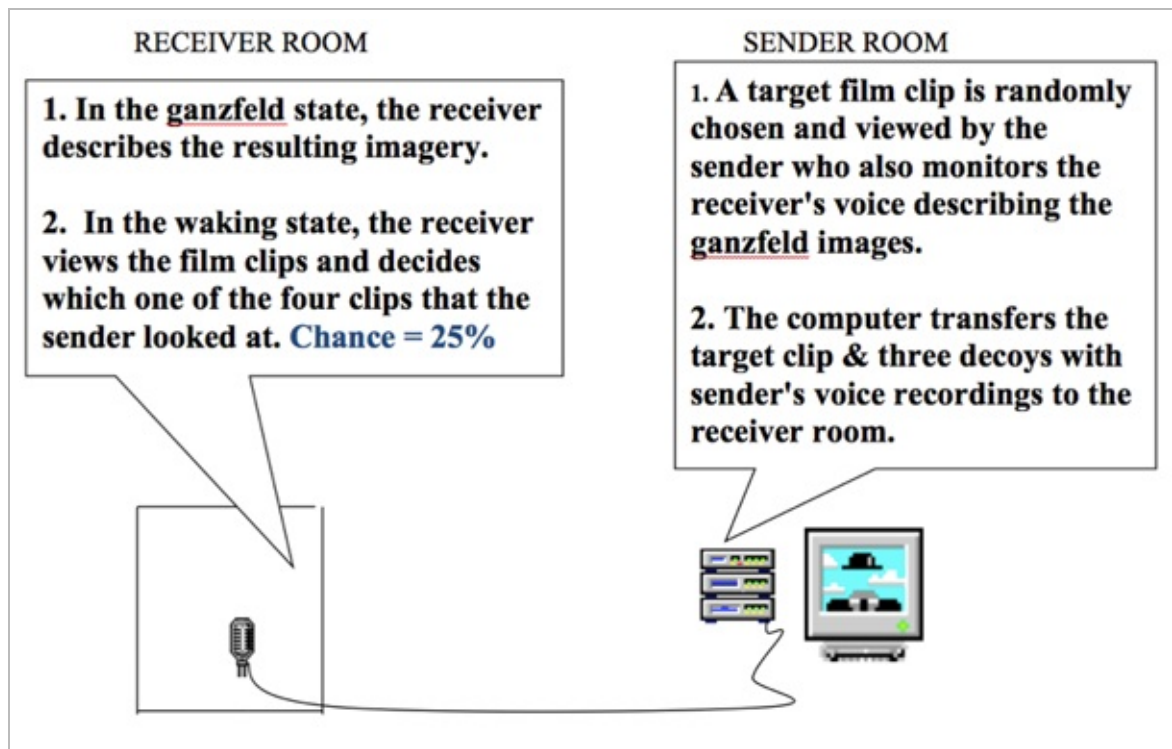 RECEIVER ROOM
1. In the ganzfeld state, the receiver
describes the resulting imagery.
2. In the waking state, the receiver
views the film clips and decides
which one of the four clips that the
sender looked at. Chance = 25%
SENDER ROOM
1. A target film clip is randomly
chosen and viewed by the
sender who also monitors the
receiver's voice describing the
ganzfeld images.
2. The computer transfers the
target clip & three decoys with
sender's voice recordings to the
receiver room.